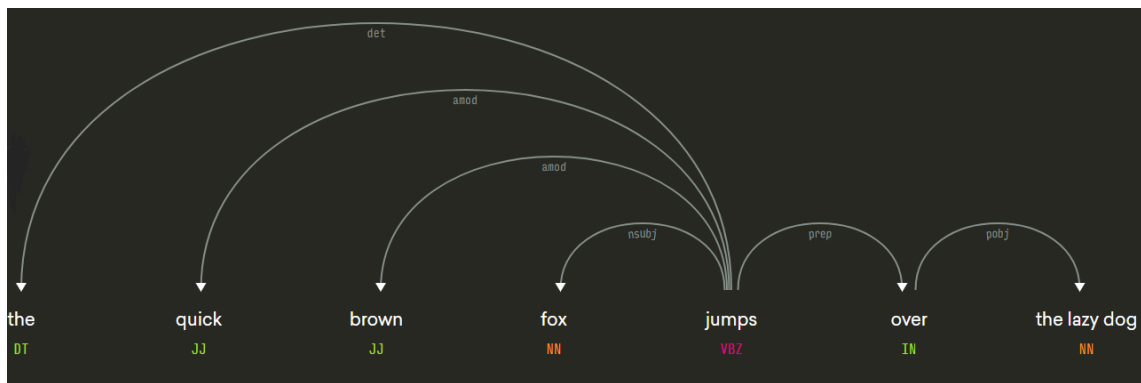 det
amod
amod
nsubj prep pobj
the quick brown fox jumps over the lazy dog
DT JJ JJ NN VBZ IN NN